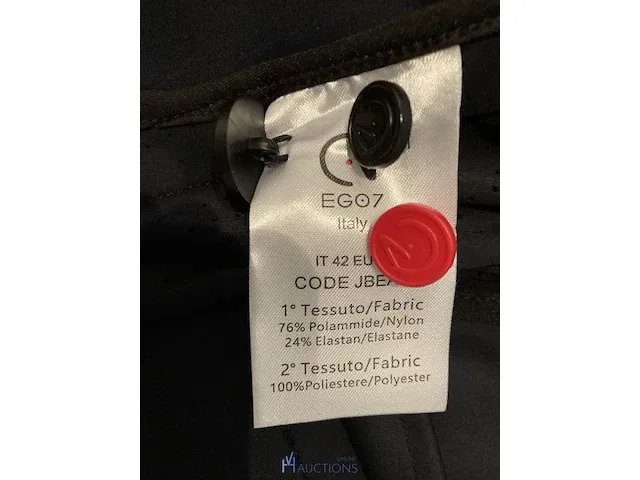 EGO7
Italy
IT 42 EU
CODE
1° Tessuto/Fabric
76% Polammide/Nylon
24% Elastan/Elastane
2° Tessuto/Fabric
100%Poliestere/Polyester
ONLINE
AUCTIONS